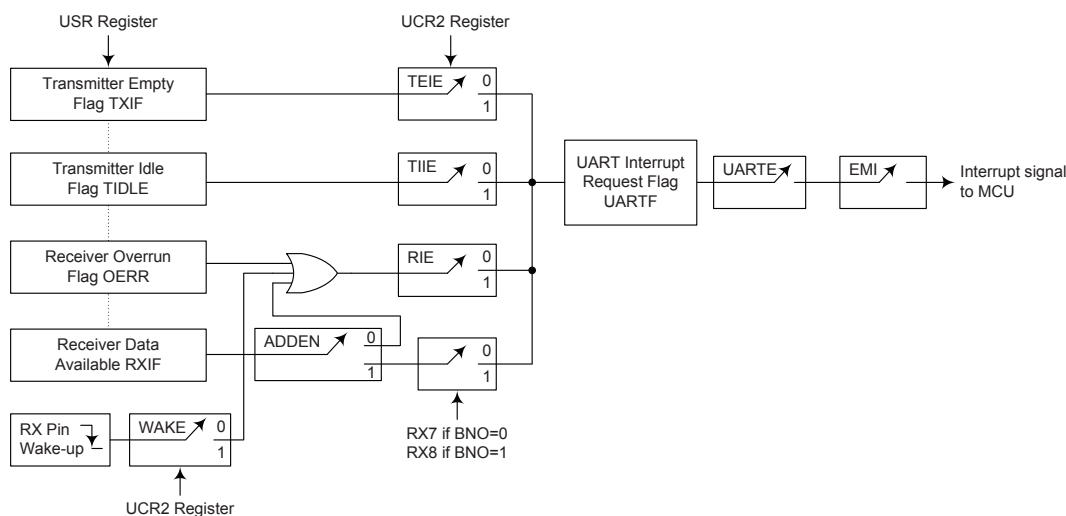 USR Register
UCR2 Register
Transmitter Empty
Flag TXIF
TEIE
0
1
Transmitter Idle
Flag TIDLE
TIIE
0
1
UART Interrupt
Request Flag
UARTF
UARTE
EMI
Interrupt signal
to MCU
Receiver Overrun
Flag OERR
RIE
0
1
Receiver Data
Available RXIF
ADDEN
0
1
0
1
RX7 if BNO=0
RX8 if BNO=1
RX Pin
Wake-up
WAKE
0
1
UCR2 Register